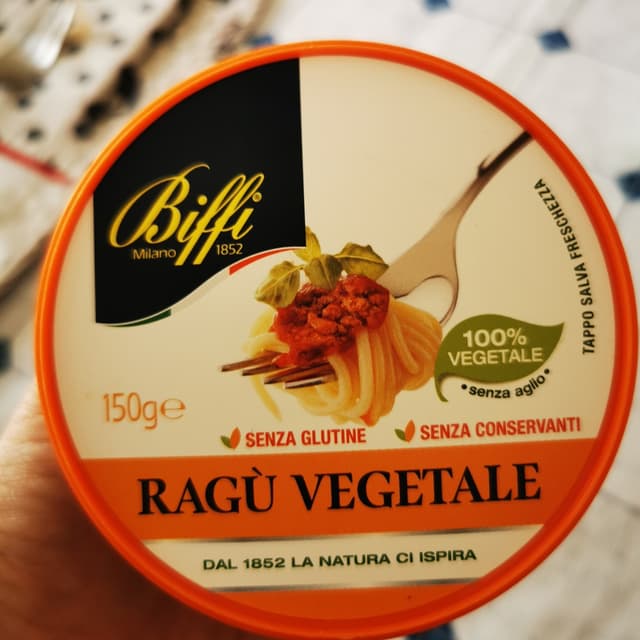 Biffi
Milano 1852
TAPPO SALVA FRESCHEZZA
100%
VEGETALE
•senza aglio•
150g℮
SENZA GLUTINE
SENZA CONSERVANTI
RAGÙ VEGETALE
DAL 1852 LA NATURA CI ISPIRA